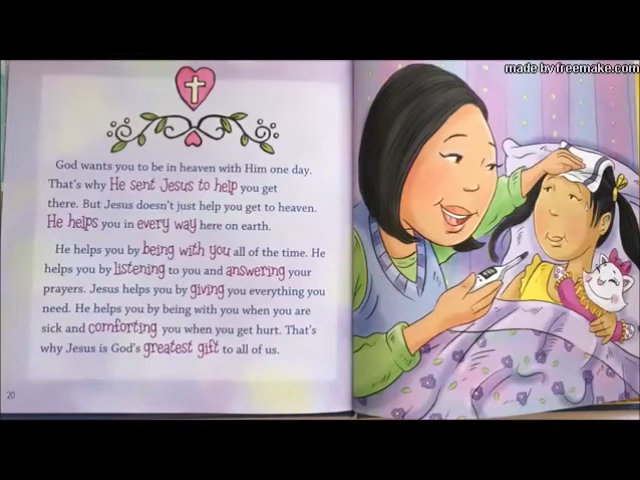 made by freemake.com
God wants you to be in heaven with Him one day.
That's why He sent Jesus to help you get
there. But Jesus doesn't just help you get to heaven.
He helps you in every way here on earth.
He helps you by being with you all of the time. He
helps you by listening to you and answering your
prayers. Jesus helps you by giving you everything you
need. He helps you by being with you when you are
sick and comforting you when you get hurt. That's
why Jesus is God's greatest gift to all of us.
20